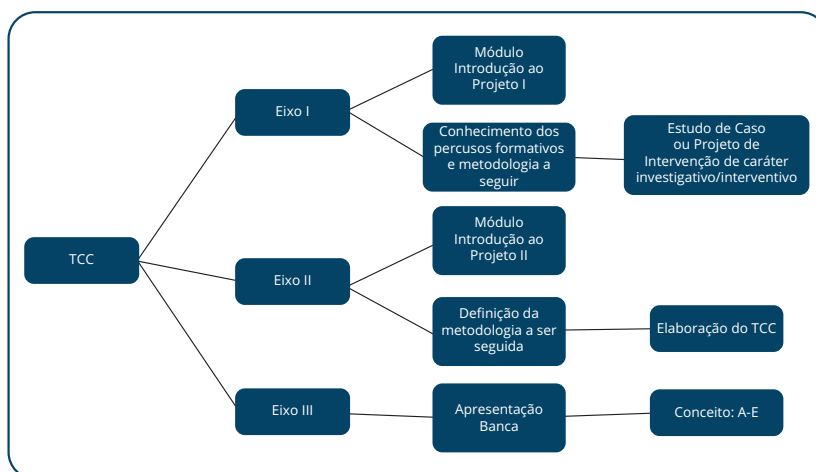 Módulo
Introdução ao
Projeto I
Eixo I
Conhecimento dos
percusos formativos
e metodologia a
seguir
Estudo de Caso
ou Projeto de
Intervenção de caráter
investigativo/interventivo
TCC
Módulo
Introdução ao
Projeto II
Eixo II
Definição da
metodologia a ser
seguida
Elaboração do TCC
Eixo III
Apresentação
Banca
Conceito: A-E